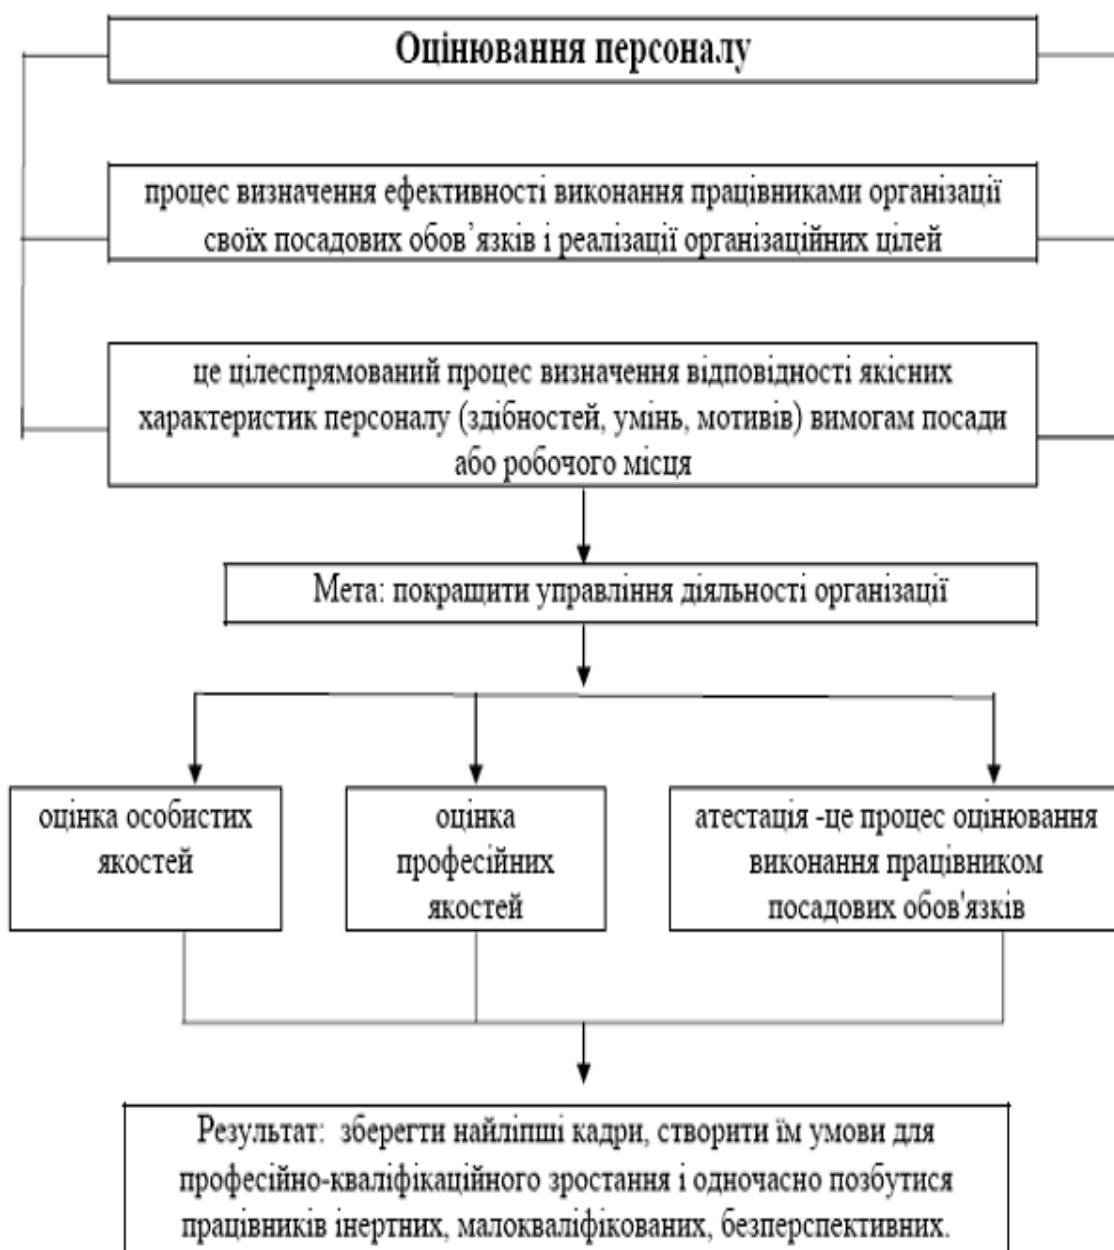 Оцінювання персоналу
процес визначення ефективності виконання працівниками організації
своїх посадових обов’язків і реалізації організаційних цілей
це цілеспрямований процес визначення відповідності якісних
характеристик персоналу (здібностей, умінь, мотивів) вимогам посади
або робочого місця
Мета: покращити управління діяльності організації
оцінка особистих
якостей
оцінка
професійних
якостей
атестація -це процес оцінювання
виконання працівником
посадових обов'язків
Результат: зберегти найліпші кадри, створити їм умови для
професійно-кваліфікаційного зростання і одночасно позбутися
працівників інертних, малокваліфікованих, безперспективних.